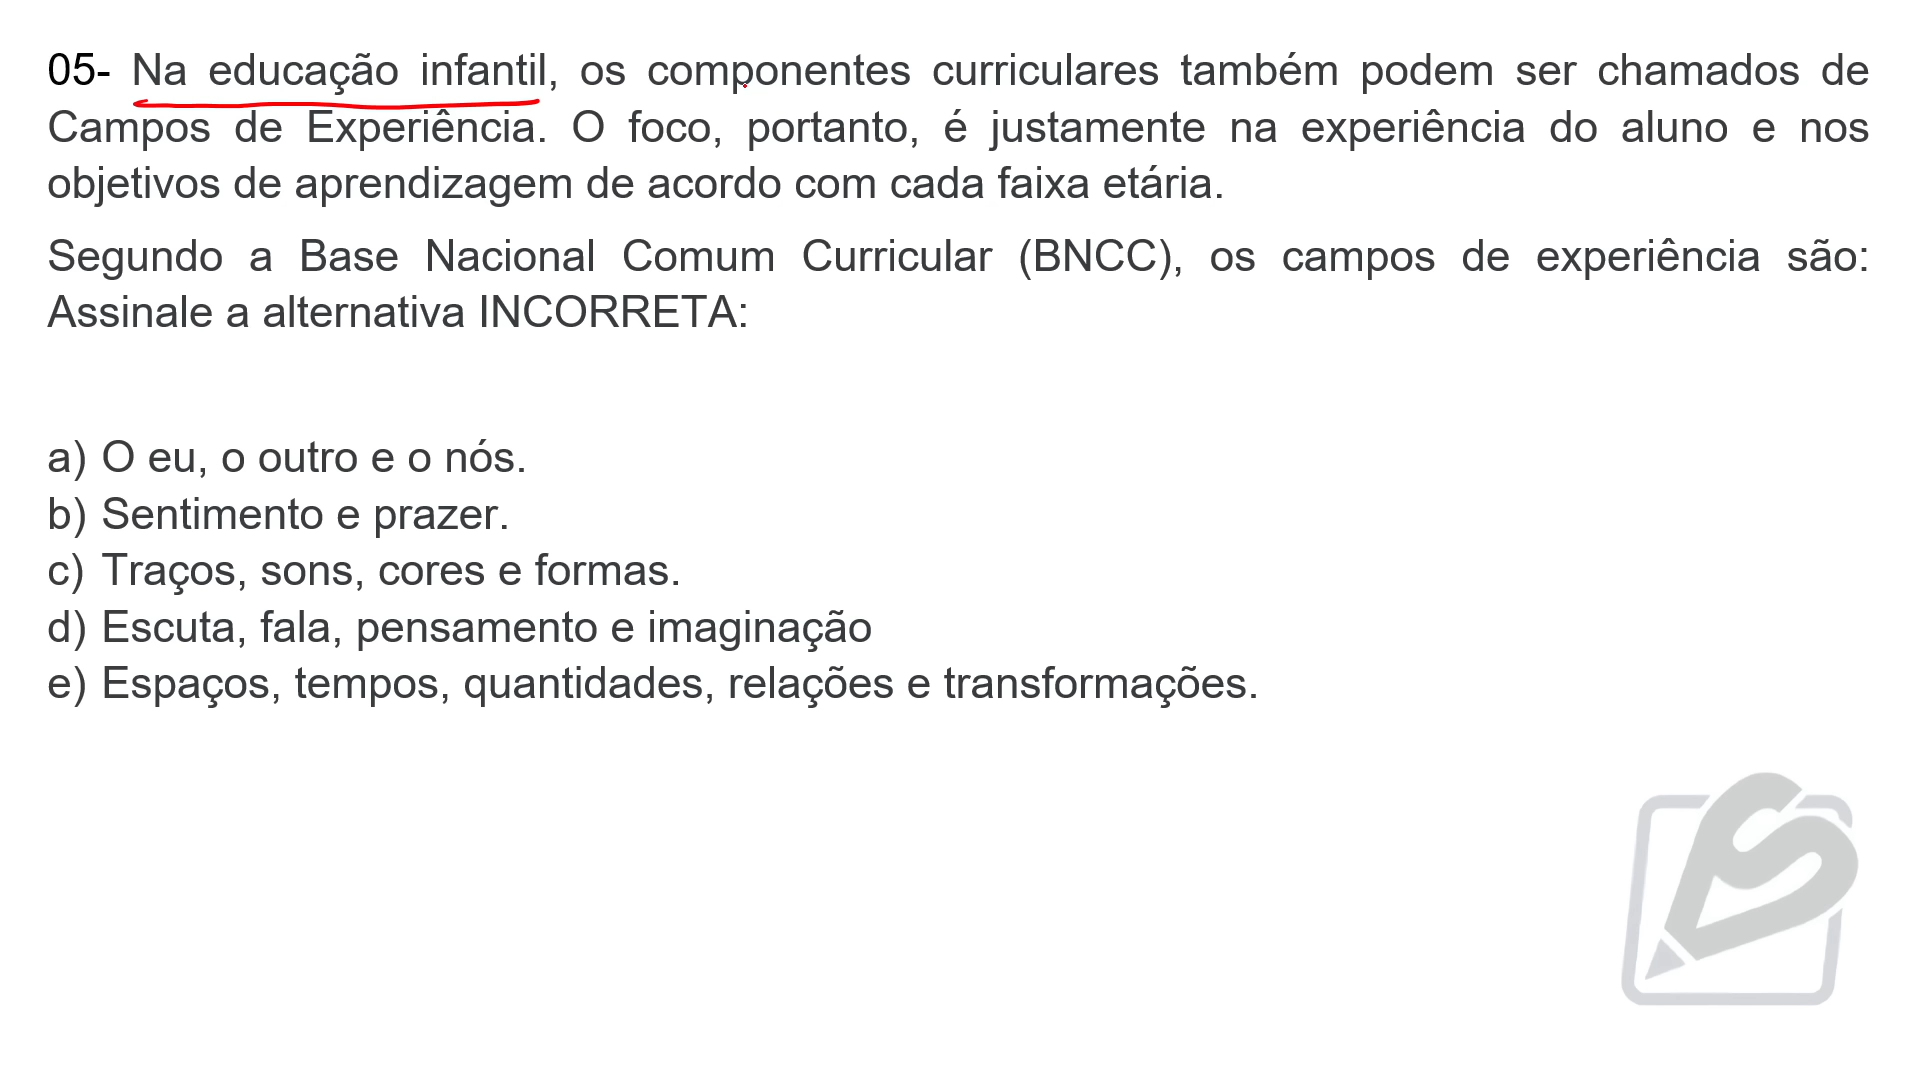 05- Na educação infantil, os componentes curriculares também podem ser chamados de
Campos de Experiência. O foco, portanto, é justamente na experiência do aluno e nos
objetivos de aprendizagem de acordo com cada faixa etária.
Segundo a Base Nacional Comum Curricular (BNCC), os campos de experiência são:
Assinale a alternativa INCORRETA:
a) O eu, o outro e o nós.
b) Sentimento e prazer.
c) Traços, sons, cores e formas.
d) Escuta, fala, pensamento e imaginação
e) Espaços, tempos, quantidades, relações e transformações.